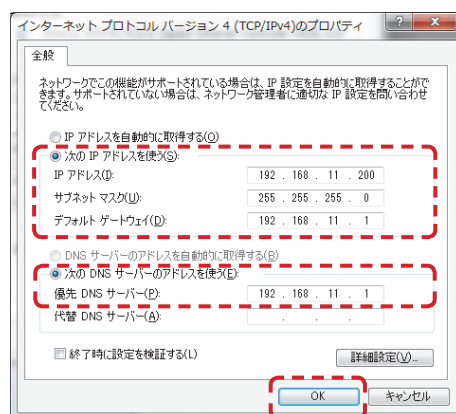 インターネット プロトコル バージョン 4 (TCP/IPv4)のプロパティ
全般
ネットワークでこの機能がサポートされている場合は、IP 設定を自動的に取得することがで
きます。サポートされていない場合は、ネットワーク管理者に適切な IP 設定を問い合わせ
てください。
IP アドレスを自動的に取得する(O)
次の IP アドレスを使う(S):
IP アドレス(I): 192 . 168 . 11 . 200
サブネット マスク(U): 255 . 255 . 255 . 0
デフォルト ゲートウェイ(D): 192 . 168 . 11 . 1
DNS サーバーのアドレスを自動的に取得する(B)
次の DNS サーバーのアドレスを使う(E):
優先 DNS サーバー(P): 192 . 168 . 11 . 1
代替 DNS サーバー(A): . . .
終了時に設定を検証する(L)
詳細設定(V)...
OK キャンセル